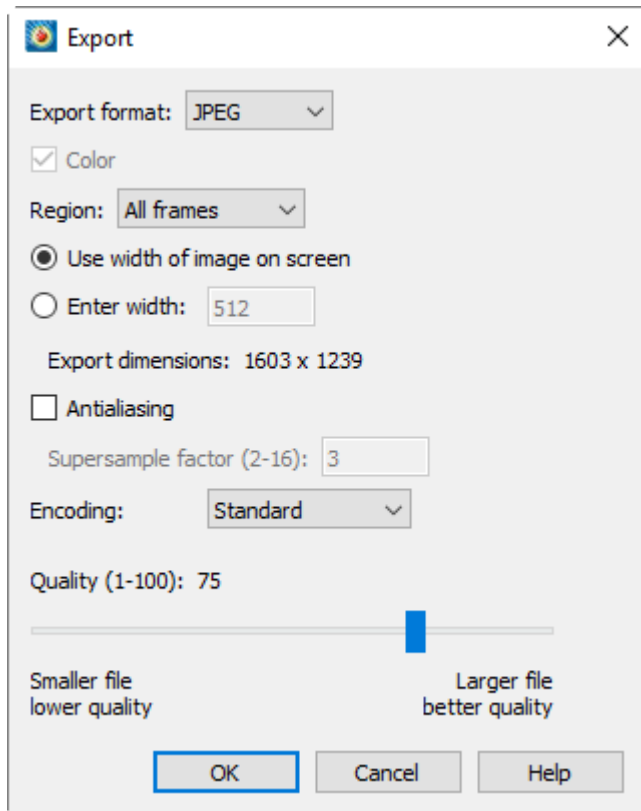 Export
Export format: JPEG
Color
Region: All frames
Use width of image on screen
Enter width: 512
Export dimensions: 1603 x 1239
Antialiasing
Supersample factor (2-16): 3
Encoding: Standard
Quality (1-100): 75
Smaller file Larger file
lower quality better quality
OK Cancel Help